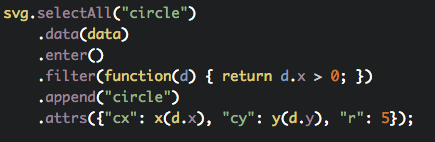 svg.selectAll("circle")
    .data(data)
    .enter()
    .filter(function(d) { return d.x > 0; })
    .append("circle")
    .attrs({"cx": x(d.x), "cy": y(d.y), "r": 5});